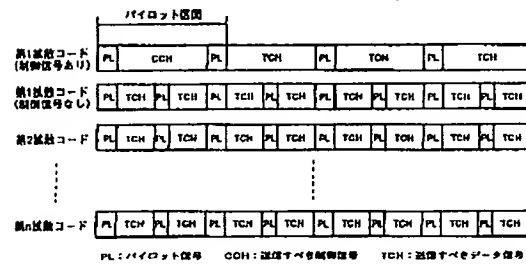 パイロット区間
第1拡散コード
(制御信号あり)
PL CCH PL TCH PL TCH PL TCH
第1拡散コード
(制御信号なし)
PL TCH PL TCH PL TCH PL TCH PL TCH PL TCH PL TCH PL TCH
第2拡散コード
PL TCH PL TCH PL TCH PL TCH PL TCH PL TCH PL TCH PL TCH
第n拡散コード
PL TCH PL TCH PL TCH PL TCH PL TCH PL TCH PL TCH PL TCH
PL:パイロット信号 CCH:送信すべき制御信号 TCH:送信すべきデータ信号